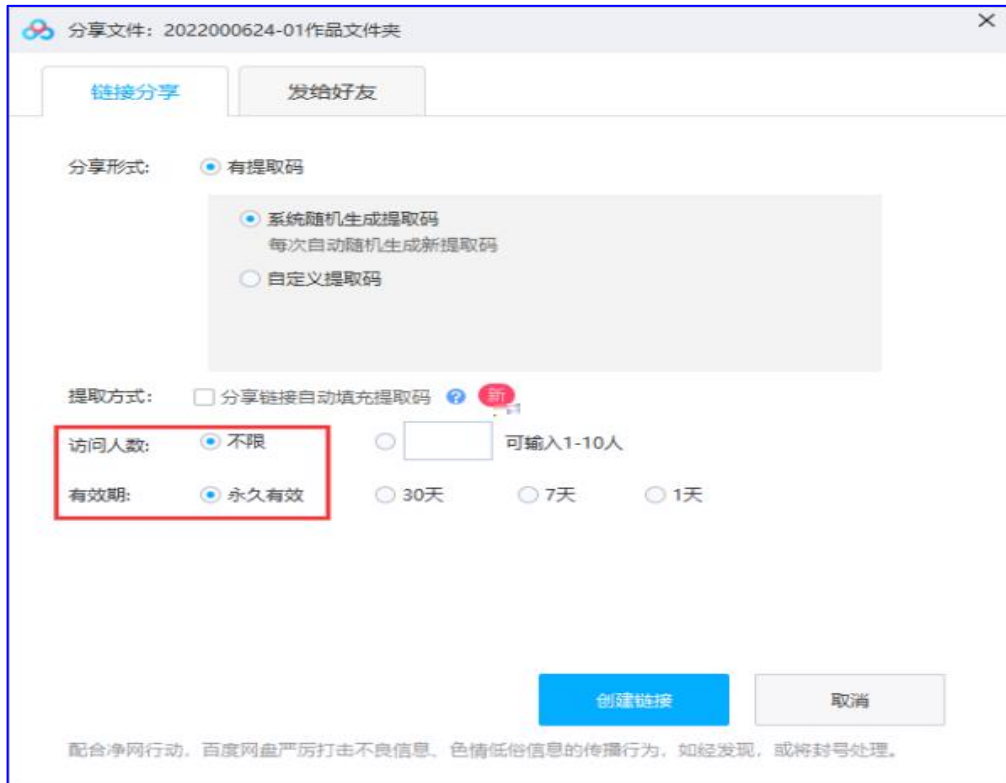 分享文件：2022000624-01作品文件夹
链接分享 发给好友
分享形式: 有提取码
系统随机生成提取码
每次自动随机生成新提取码
自定义提取码
提取方式: 分享链接自动填充提取码 ? 新
访问人数: 不限 可输入1-10人
有效期: 永久有效 30天 7天 1天
创建链接 取消
配合净网行动，百度网盘严厉打击不良信息、色情低俗信息的传播行为，如经发现，或将封号处理。